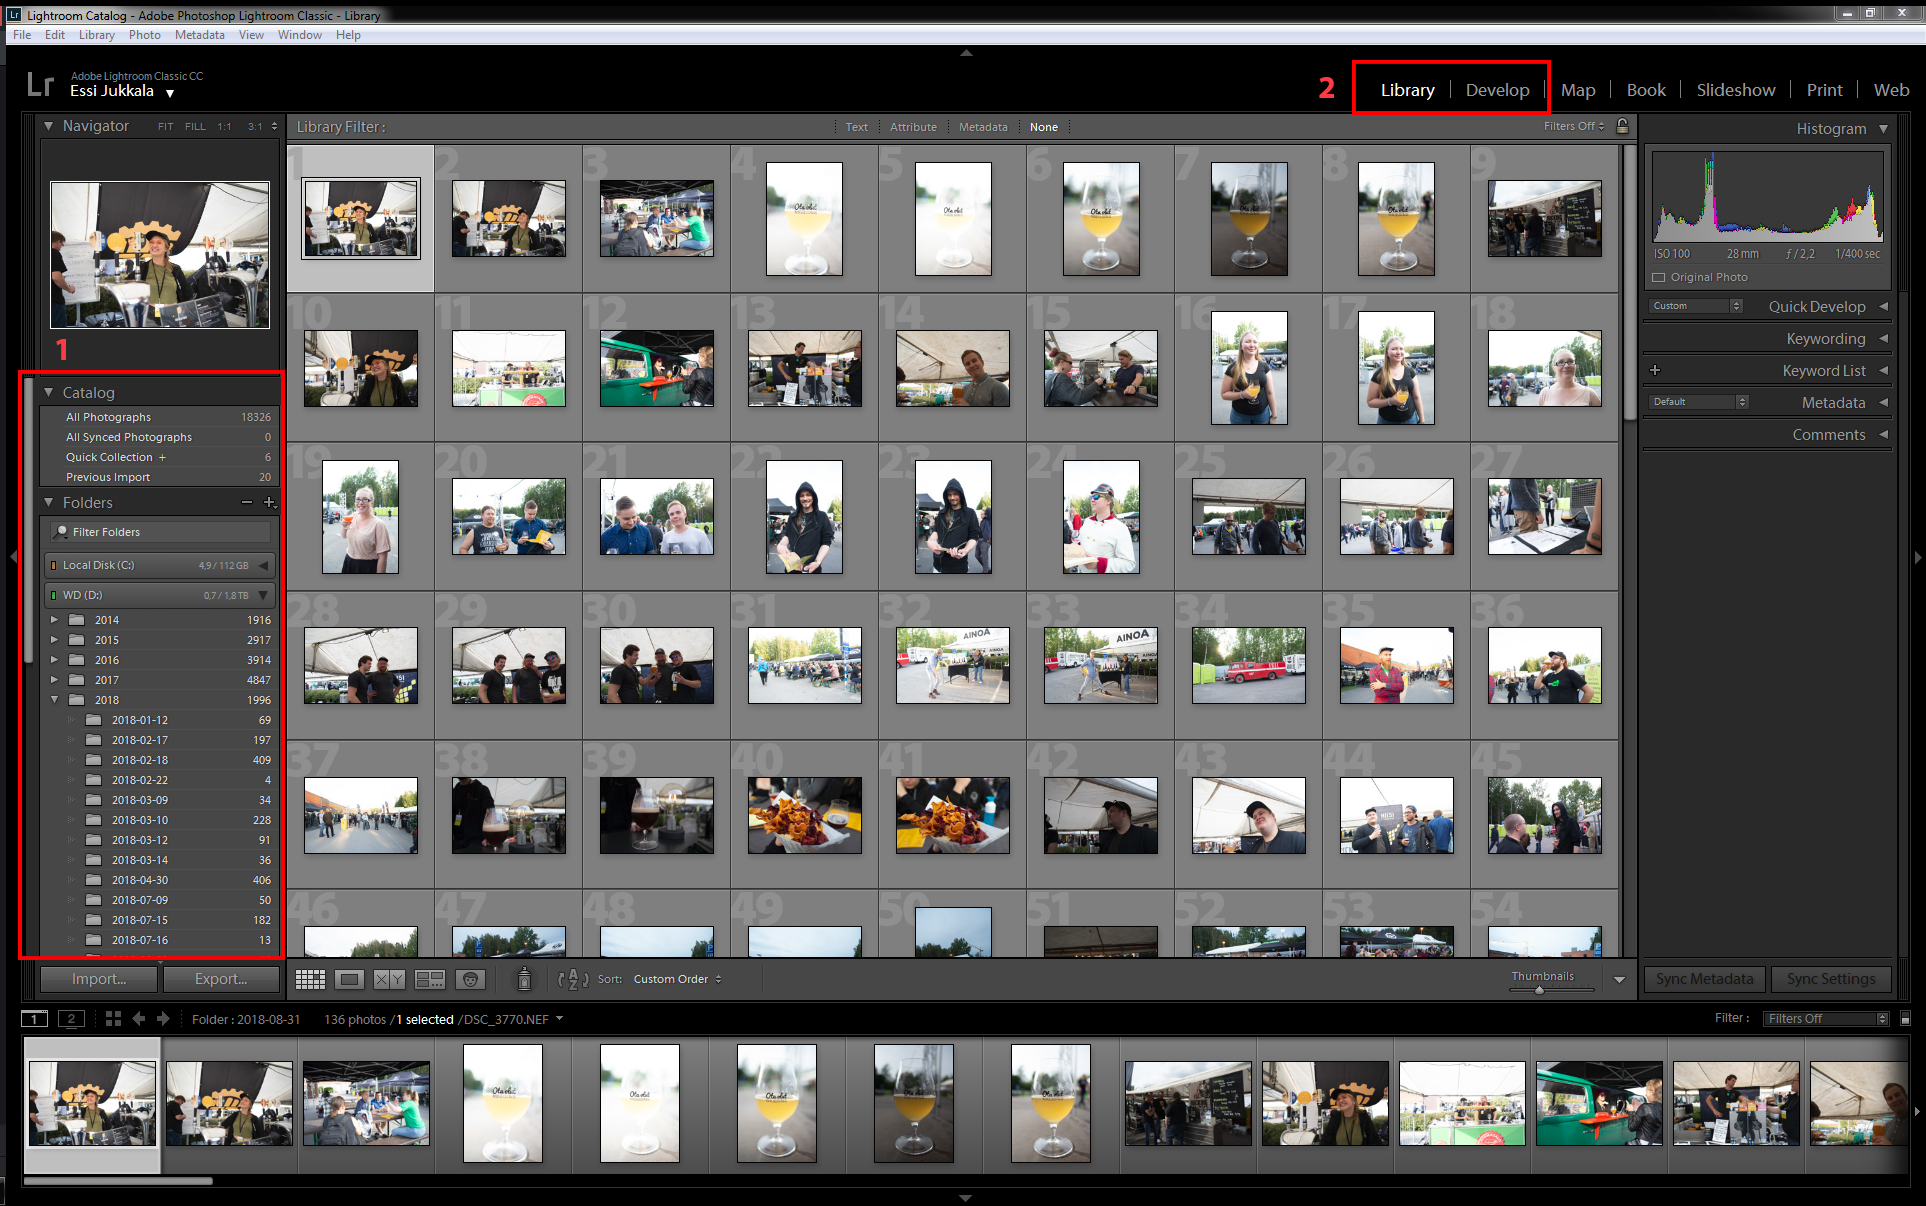 Lightroom Catalog - Adobe Photoshop Lightroom Classic - Library
File Edit Library Photo Metadata View Window Help
Lr
Adobe Lightroom Classic CC
Essi Jukkala
2
Library | Develop | Map | Book | Slideshow | Print | Web
Navigator FIT FILL 1:1 3:1
Library Filter : Text Attribute Metadata None Filters Off
Histogram
1 2 3 4 5 6 7 8 9
Ola olut
ISO 100 28 mm ƒ / 2,2 1/400 sec
Original Photo
Custom Quick Develop
Keywording
+ Keyword List
Default Metadata
Comments
10 11 12 13 14 15 16 17 18
1
Catalog
All Photographs 18326
All Synced Photographs 0
Quick Collection + 6
Previous Import 20
Folders − +
Filter Folders
Local Disk (C:) 4,9 / 112 GB
WD (D:) 0,7 / 1,8 TB
2014 1916
2015 2917
2016 3914
2017 4847
2018 1996
2018-01-12 69
2018-02-17 197
2018-02-18 409
2018-02-22 4
2018-03-09 34
2018-03-10 228
2018-03-12 91
2018-03-14 36
2018-04-30 406
2018-07-09 50
2018-07-15 182
2018-07-16 13
19 20 21 22 23 24 25 26 27
28 29 30 31 32 33 34 35 36
AINOA
AINOA
37 38 39 40 41 42 43 44 45
46 47 48 49 50 51 52 53 54
Import... Export...
X Y
Sort: Custom Order
Thumbnails
Sync Metadata Sync Settings
1 2 Folder : 2018-08-31 136 photos / 1 selected / DSC_3770.NEF
Filter : Filters Off